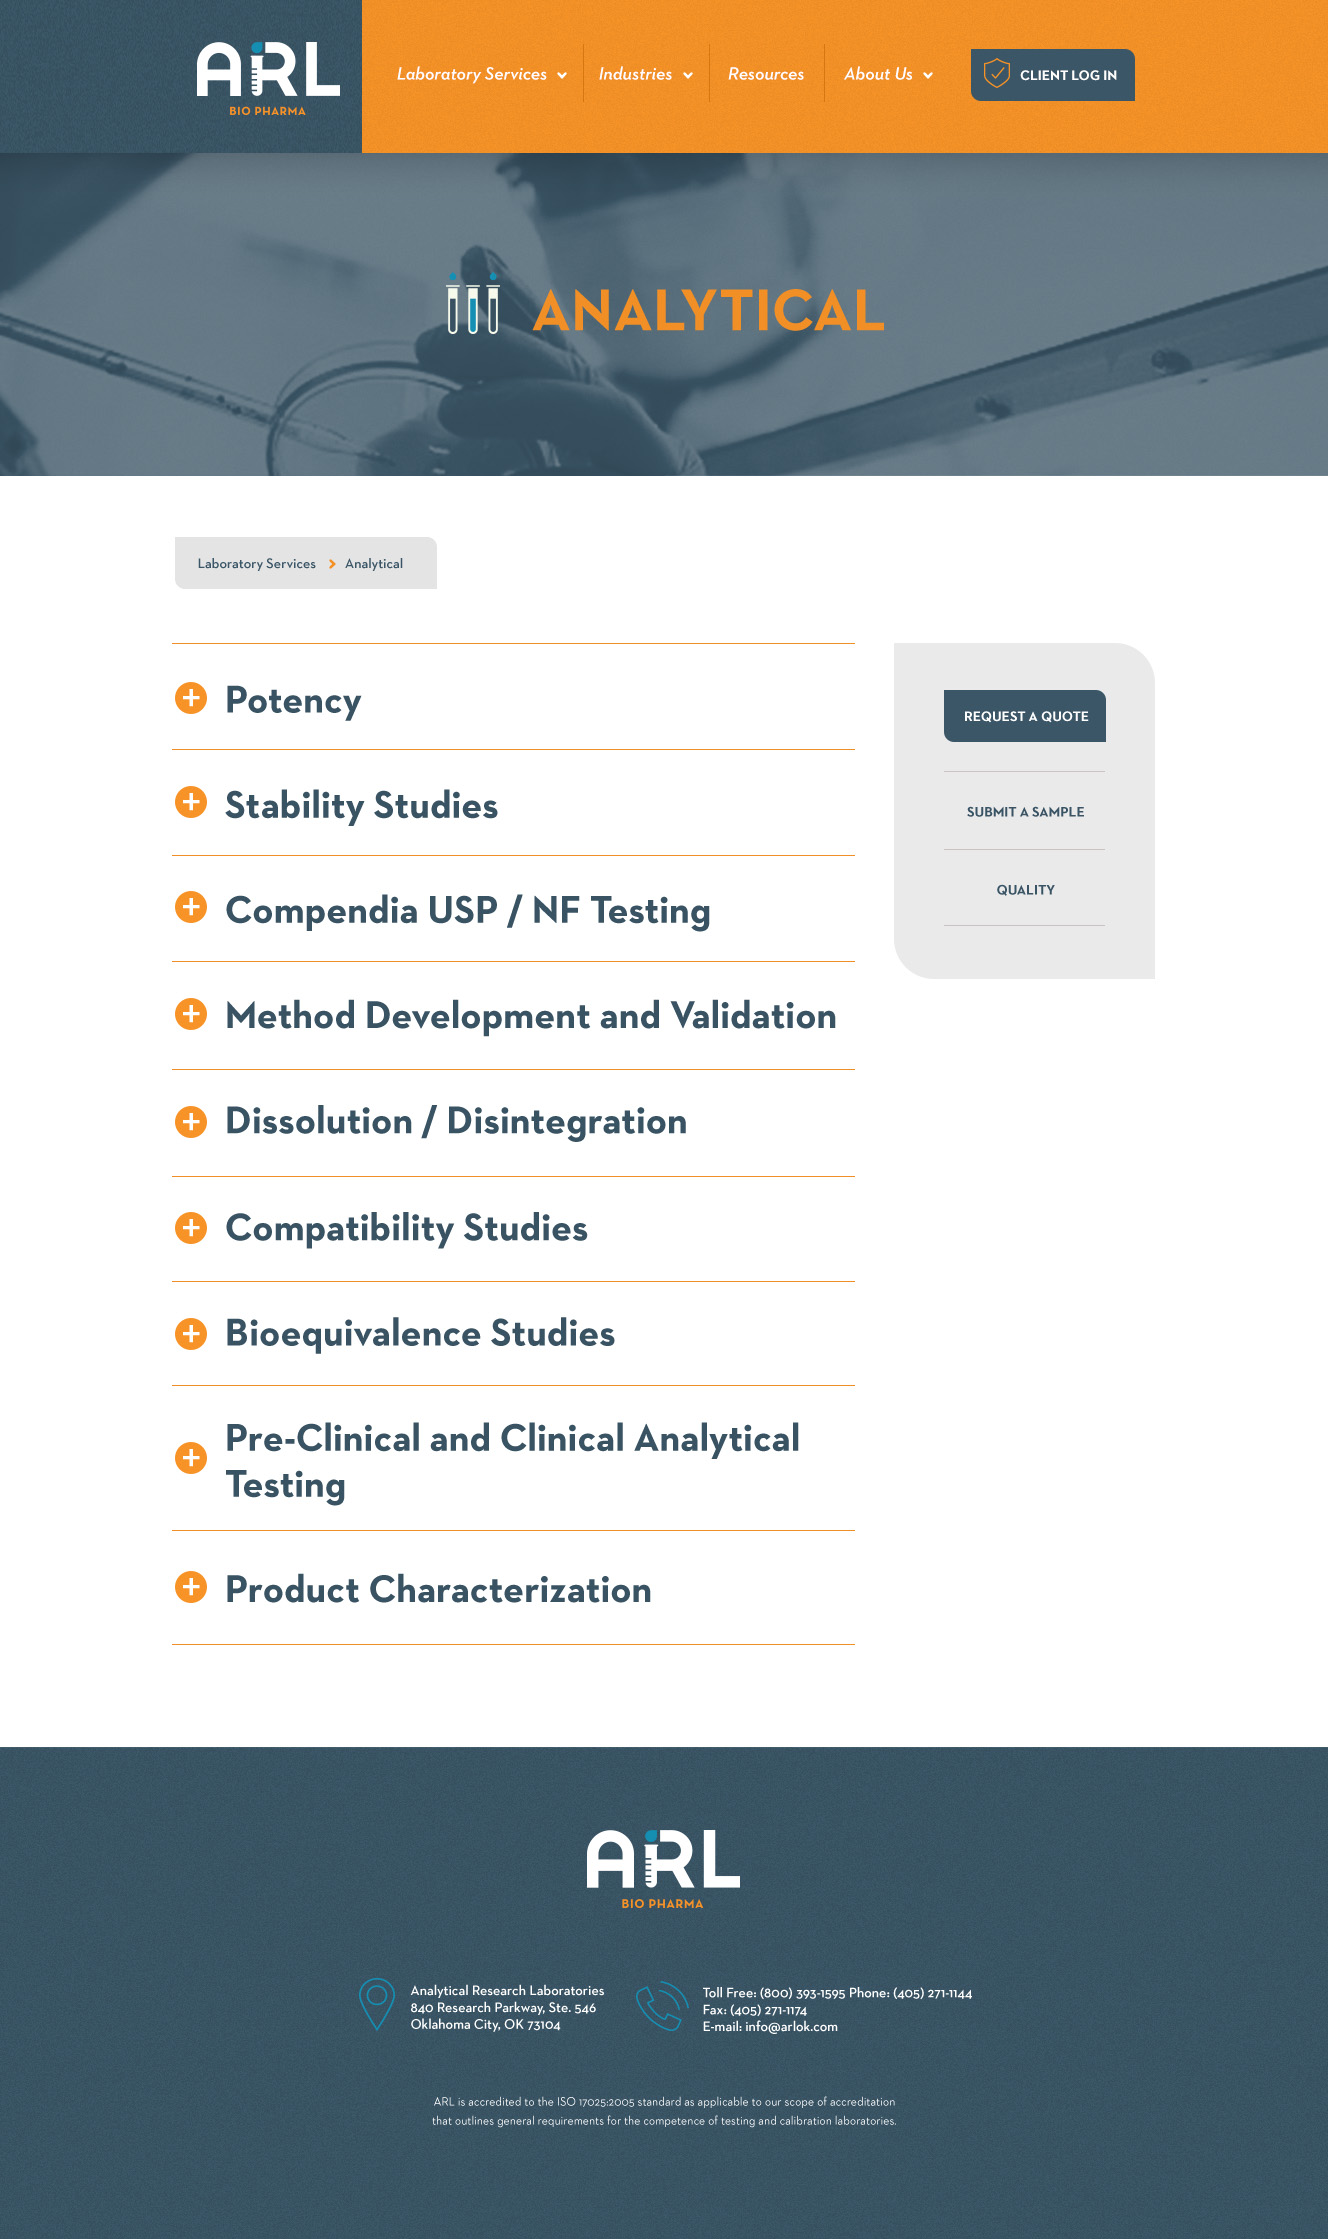 ARL
BIO PHARMA
Laboratory Services
Industries
Resources
About Us
CLIENT LOG IN
ANALYTICAL
Laboratory Services
Analytical
Potency
Stability Studies
Compendia USP / NF Testing
Method Development and Validation
Dissolution / Disintegration
Compatibility Studies
Bioequivalence Studies
Pre-Clinical and Clinical Analytical
Testing
Product Characterization
REQUEST A QUOTE
SUBMIT A SAMPLE
QUALITY
ARL
BIO PHARMA
Analytical Research Laboratories
840 Research Parkway, Ste. 546
Oklahoma City, OK 73104
Toll Free: (800) 393-1595 Phone: (405) 271-1144
Fax: (405) 271-1174
E-mail: info@arlok.com
ARL is accredited to the ISO 17025:2005 standard as applicable to our scope of accreditation
that outlines general requirements for the competence of testing and calibration laboratories.